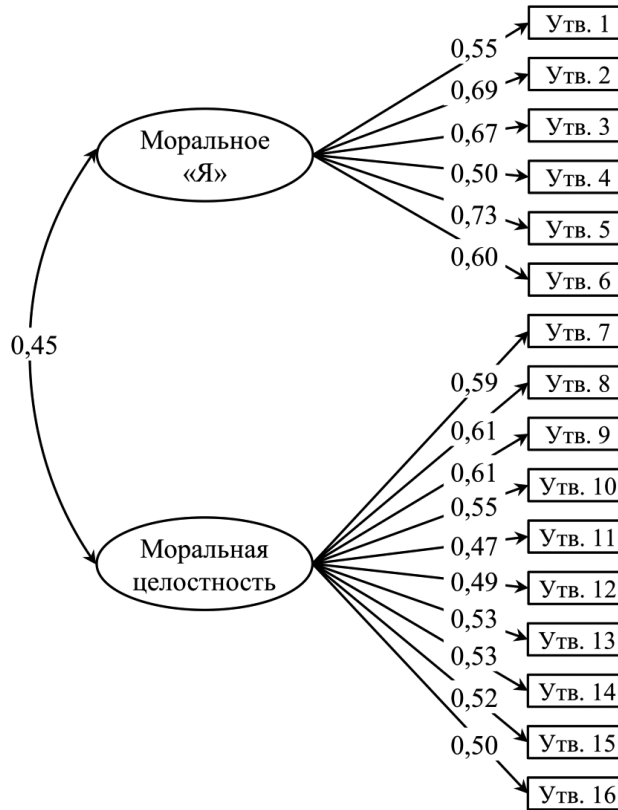 Утв. 1
0,55
Утв. 2
0,69
Утв. 3
0,67
Моральное
«Я»
Утв. 4
0,50
Утв. 5
0,73
Утв. 6
0,60
Утв. 7
0,45
0,59
Утв. 8
0,61
Утв. 9
0,61
Утв. 10
0,55
Утв. 11
0,47
Моральная
целостность
Утв. 12
0,49
Утв. 13
0,53
Утв. 14
0,53
Утв. 15
0,52
Утв. 16
0,50